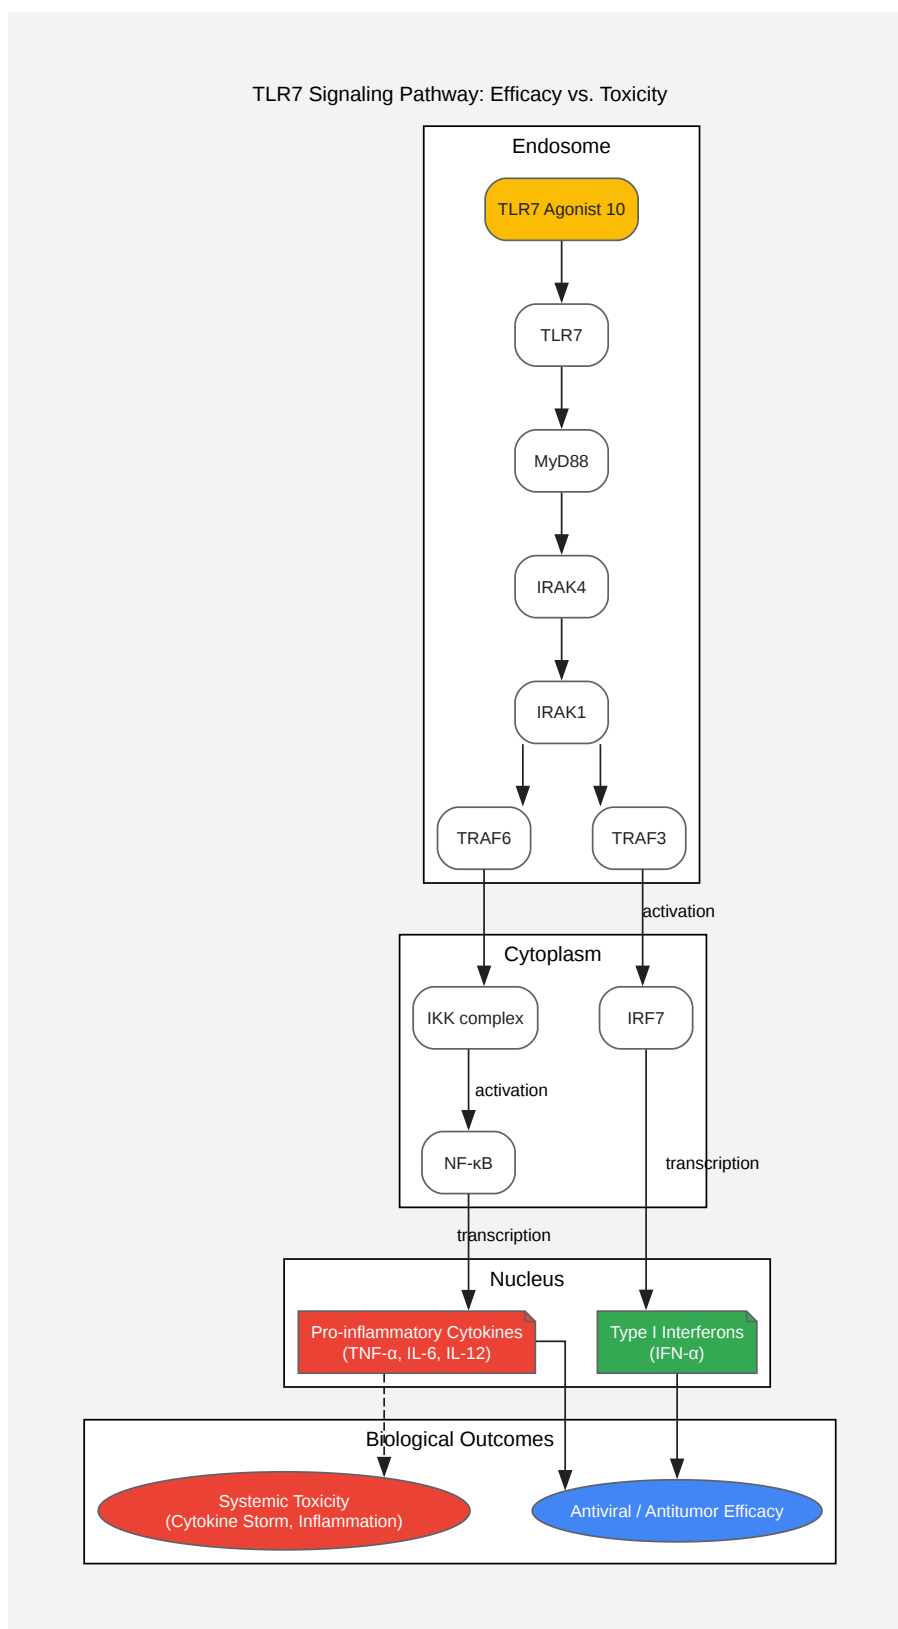 TLR7 Signaling Pathway: Efficacy vs. Toxicity
Endosome
TLR7 Agonist 10
TLR7
MyD88
IRAK4
IRAK1
TRAF6
TRAF3
activation
Cytoplasm
IKK complex
IRF7
activation
NF-κB
transcription
transcription
Nucleus
Pro-inflammatory Cytokines
(TNF-α, IL-6, IL-12)
Type I Interferons
(IFN-α)
Biological Outcomes
Systemic Toxicity
(Cytokine Storm, Inflammation)
Antiviral / Antitumor Efficacy